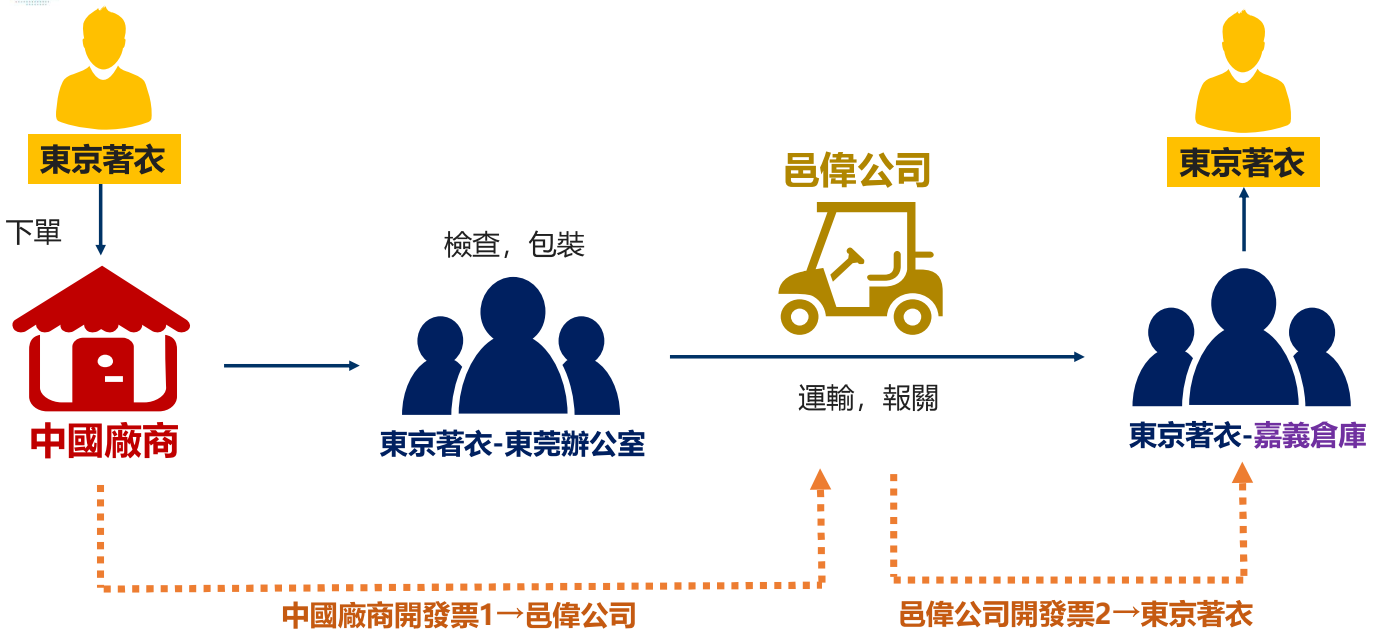 東京著衣
下單
中國廠商
檢查，包裝
東京著衣-東莞辦公室
邑偉公司
運輸，報關
東京著衣
東京著衣-嘉義倉庫
中國廠商開發票1→邑偉公司
邑偉公司開發票2→東京著衣